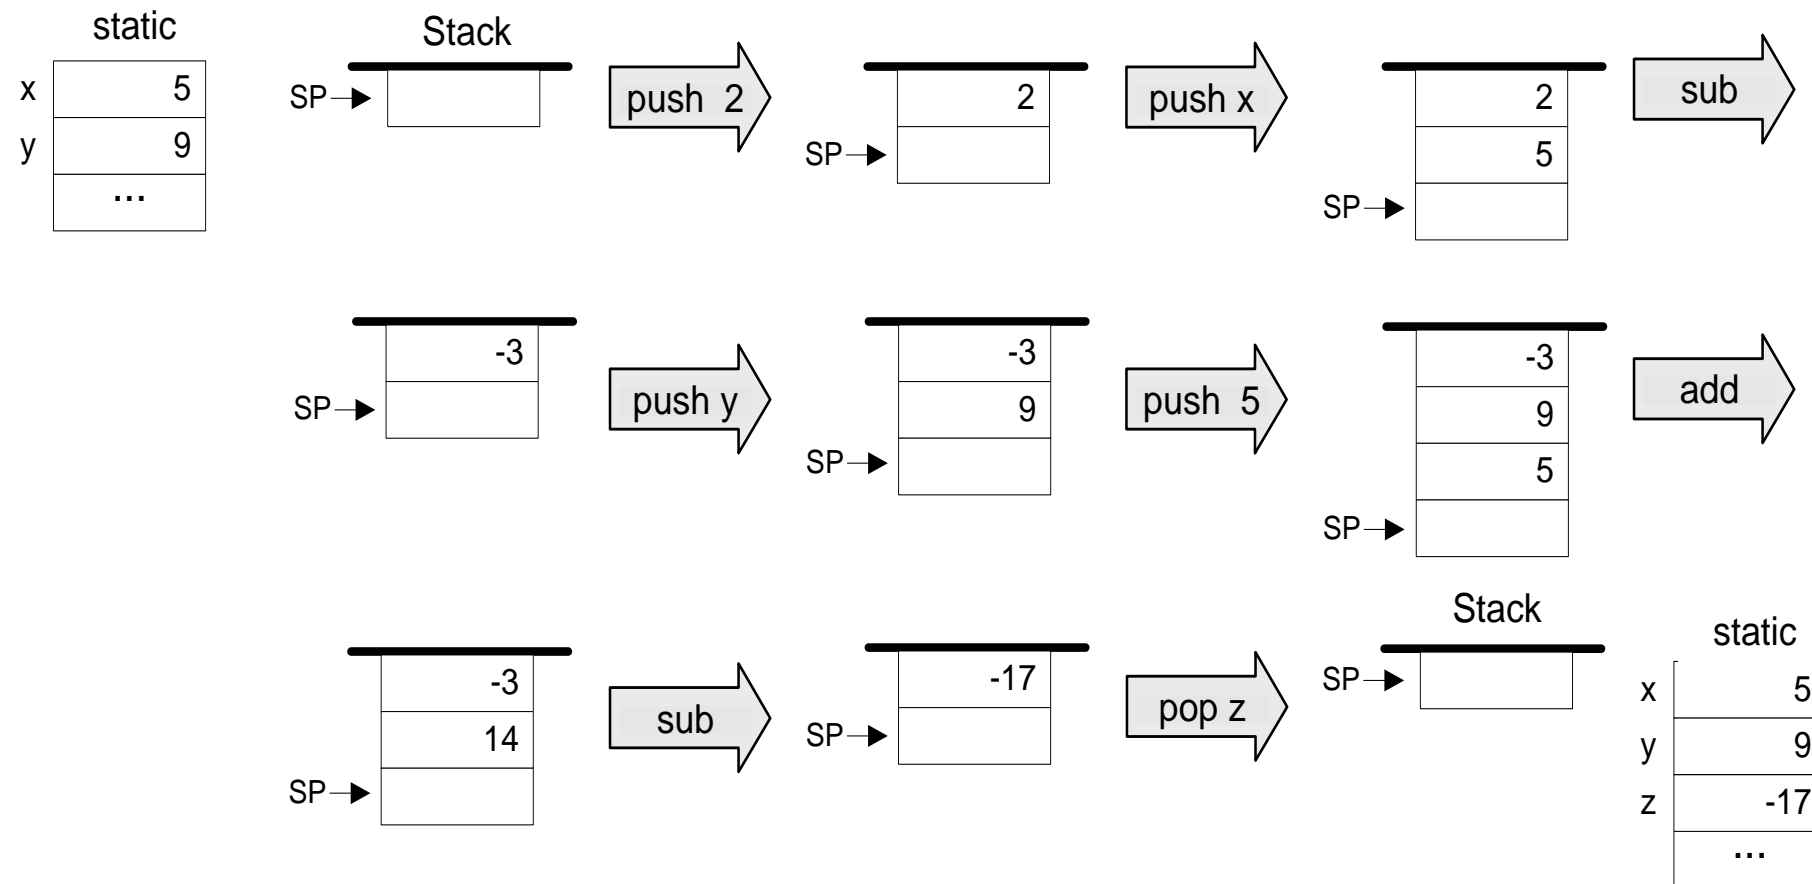 static
Stack
x 5
y 9
...
SP
push 2
2
SP
push x
2
5
SP
sub
-3
SP
push y
-3
9
SP
push 5
-3
9
5
SP
add
-3
14
SP
sub
-17
SP
pop z
Stack
SP
static
x 5
y 9
z -17
...